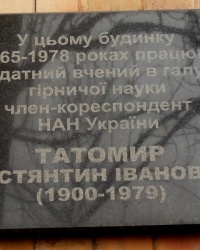 У цьому будинку
65-1978 роках працю
датний вчений в галу
гірничої науки
член-кореспондент
НАН України
ТАТОМИР
СТЯНТИН ІВАНОВ
(1900-1979)